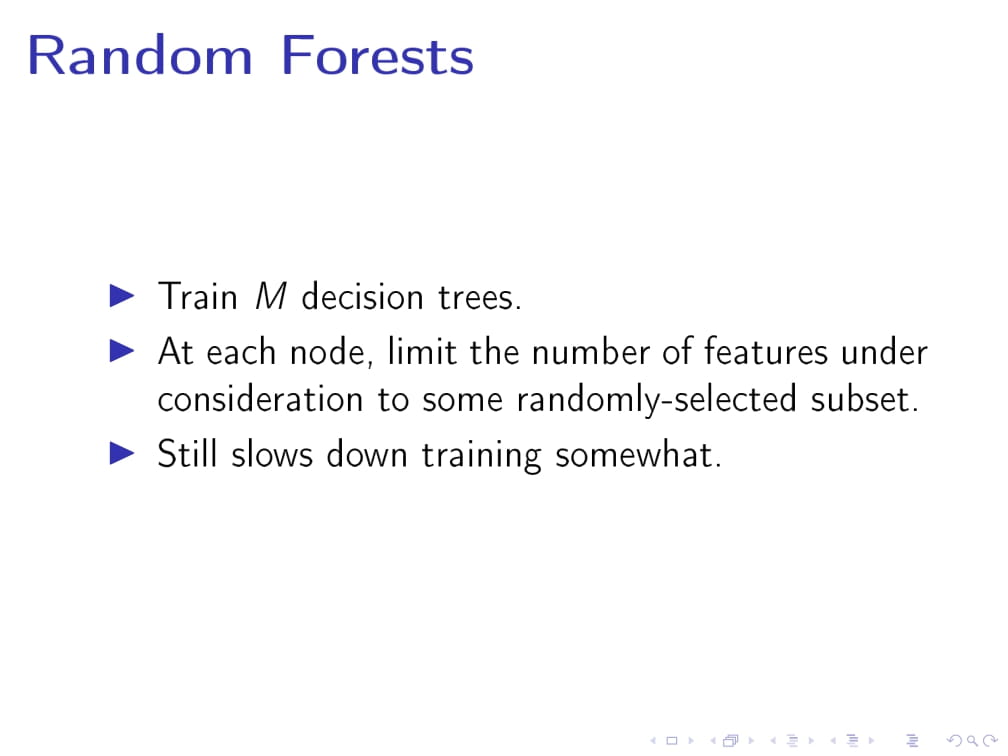 Random Forests
Train M decision trees.
At each node, limit the number of features under
consideration to some randomly-selected subset.
Still slows down training somewhat.